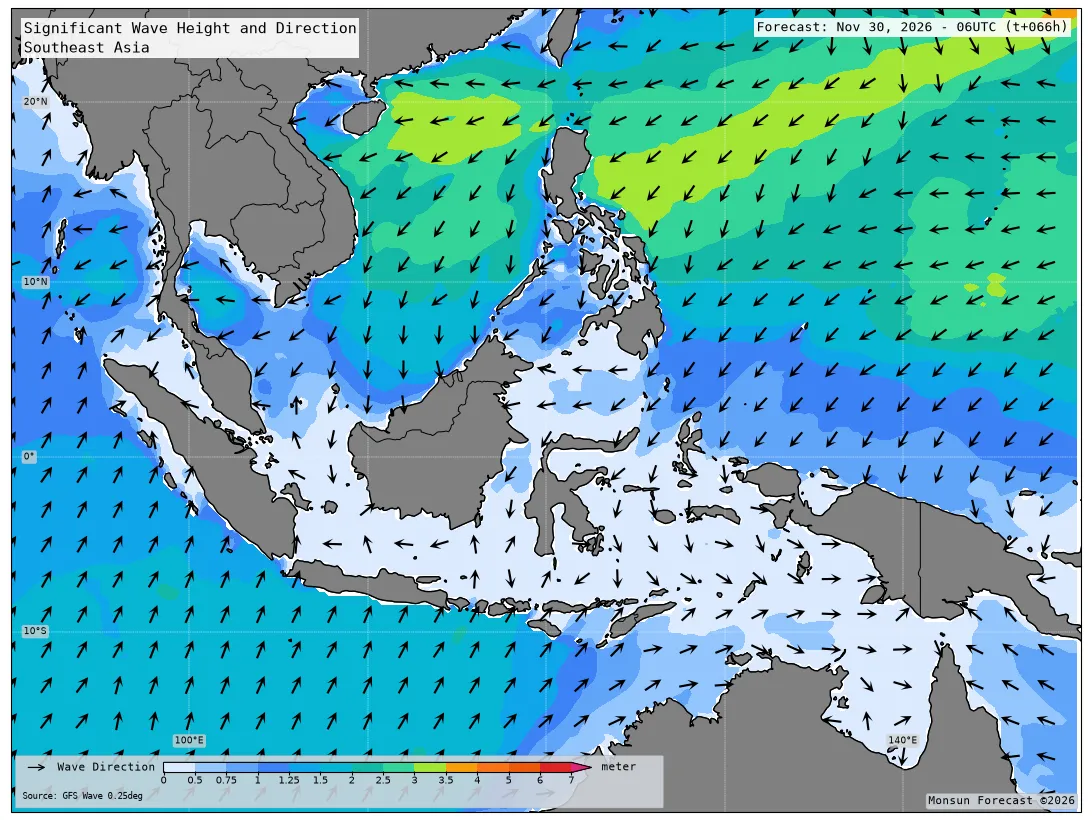 Significant Wave Height and Direction
Southeast Asia
Forecast: Nov 30, 2026 - 06UTC (t+066h)
20°N
10°N
0°
10°S
100°E
140°E
Wave Direction
meter
0 0.5 0.75 1 1.25 1.5 2 2.5 3 3.5 4 5 6 7
Source: GFS Wave 0.25deg
Monsun Forecast ©2026